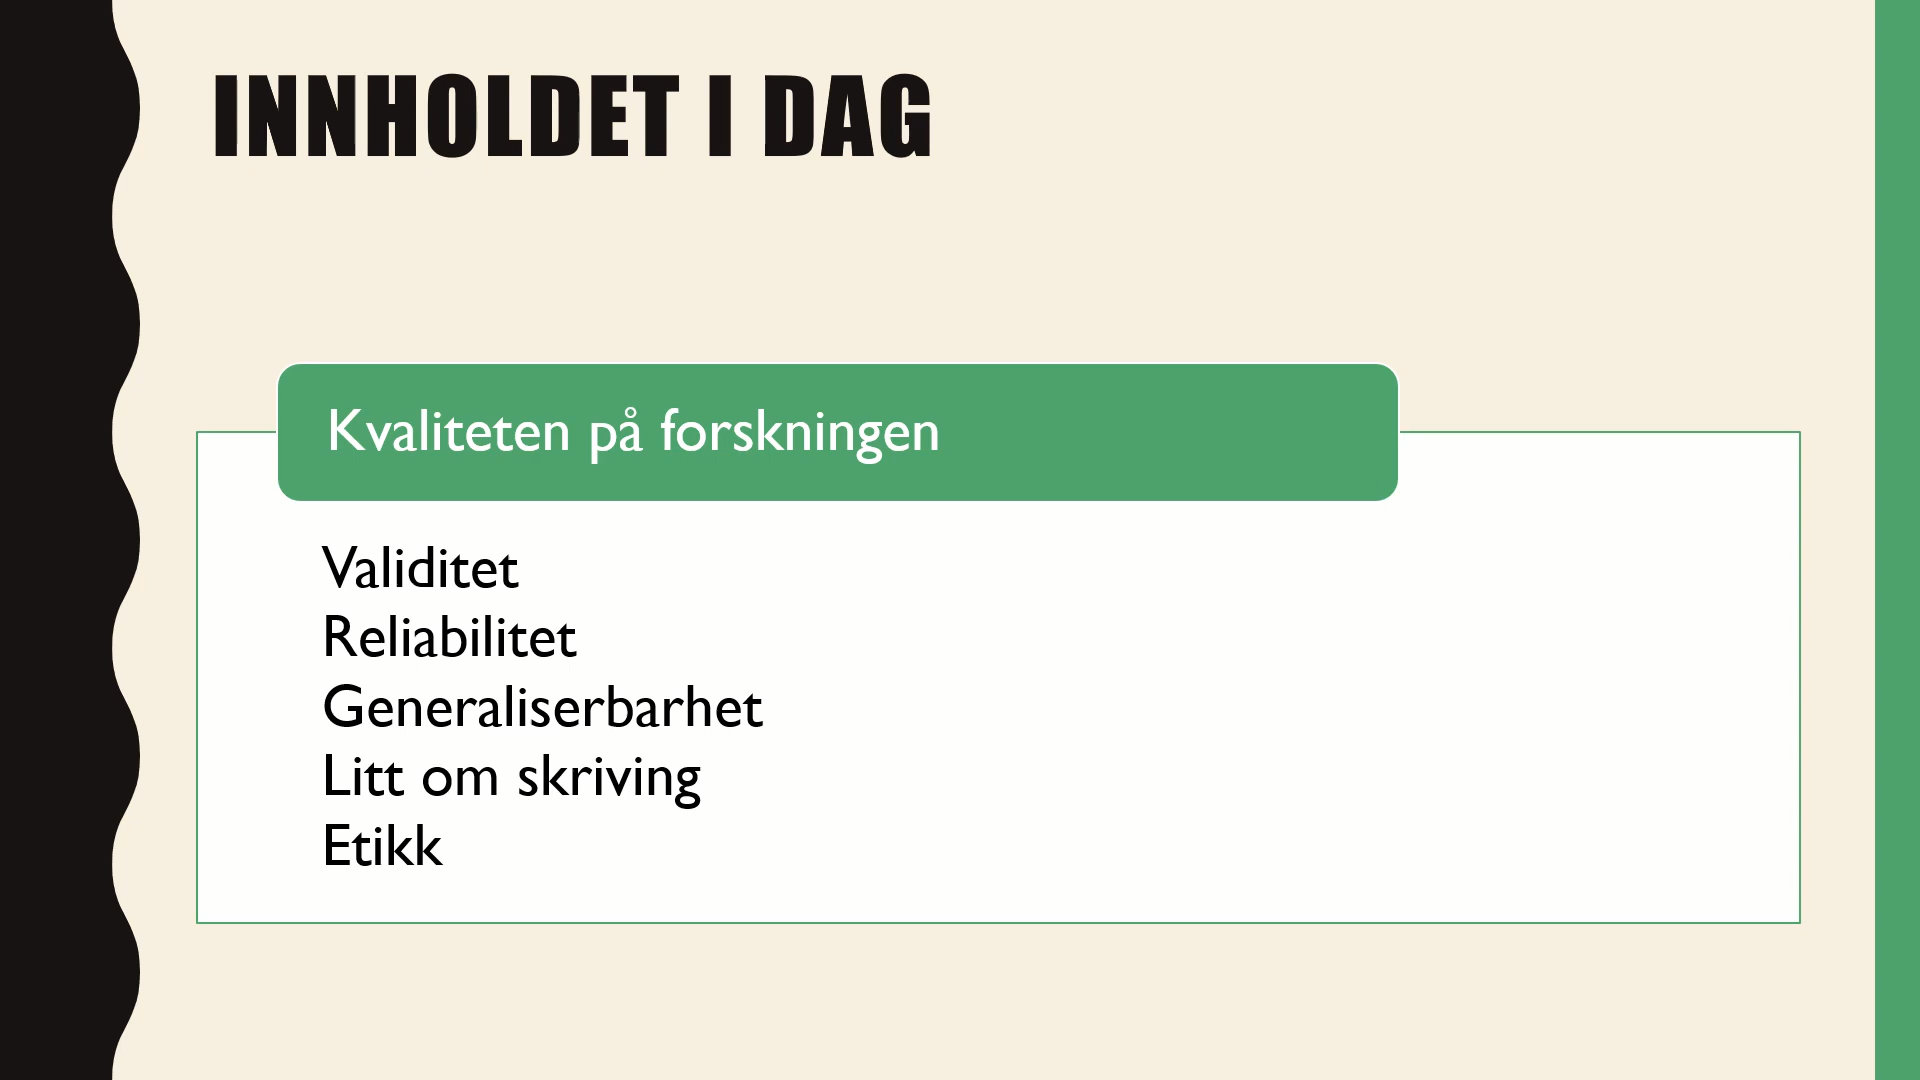 INNHOLDET I DAG
Kvaliteten på forskningen
Validitet
Reliabilitet
Generaliserbarhet
Litt om skriving
Etikk